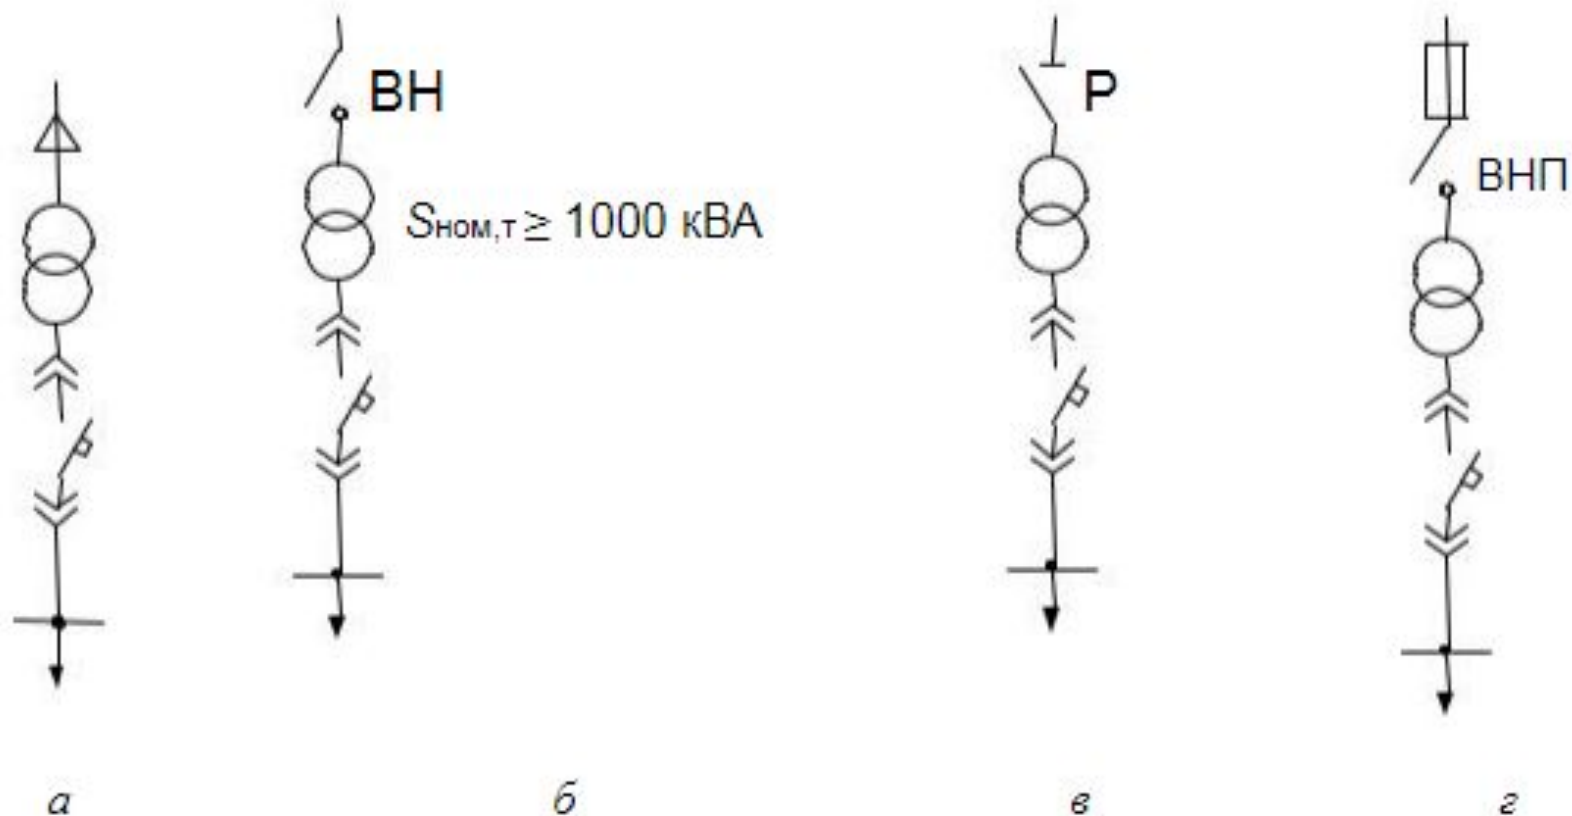 ВН
Р
ВНП
Sном,т ≥ 1000 кВА
а б в г